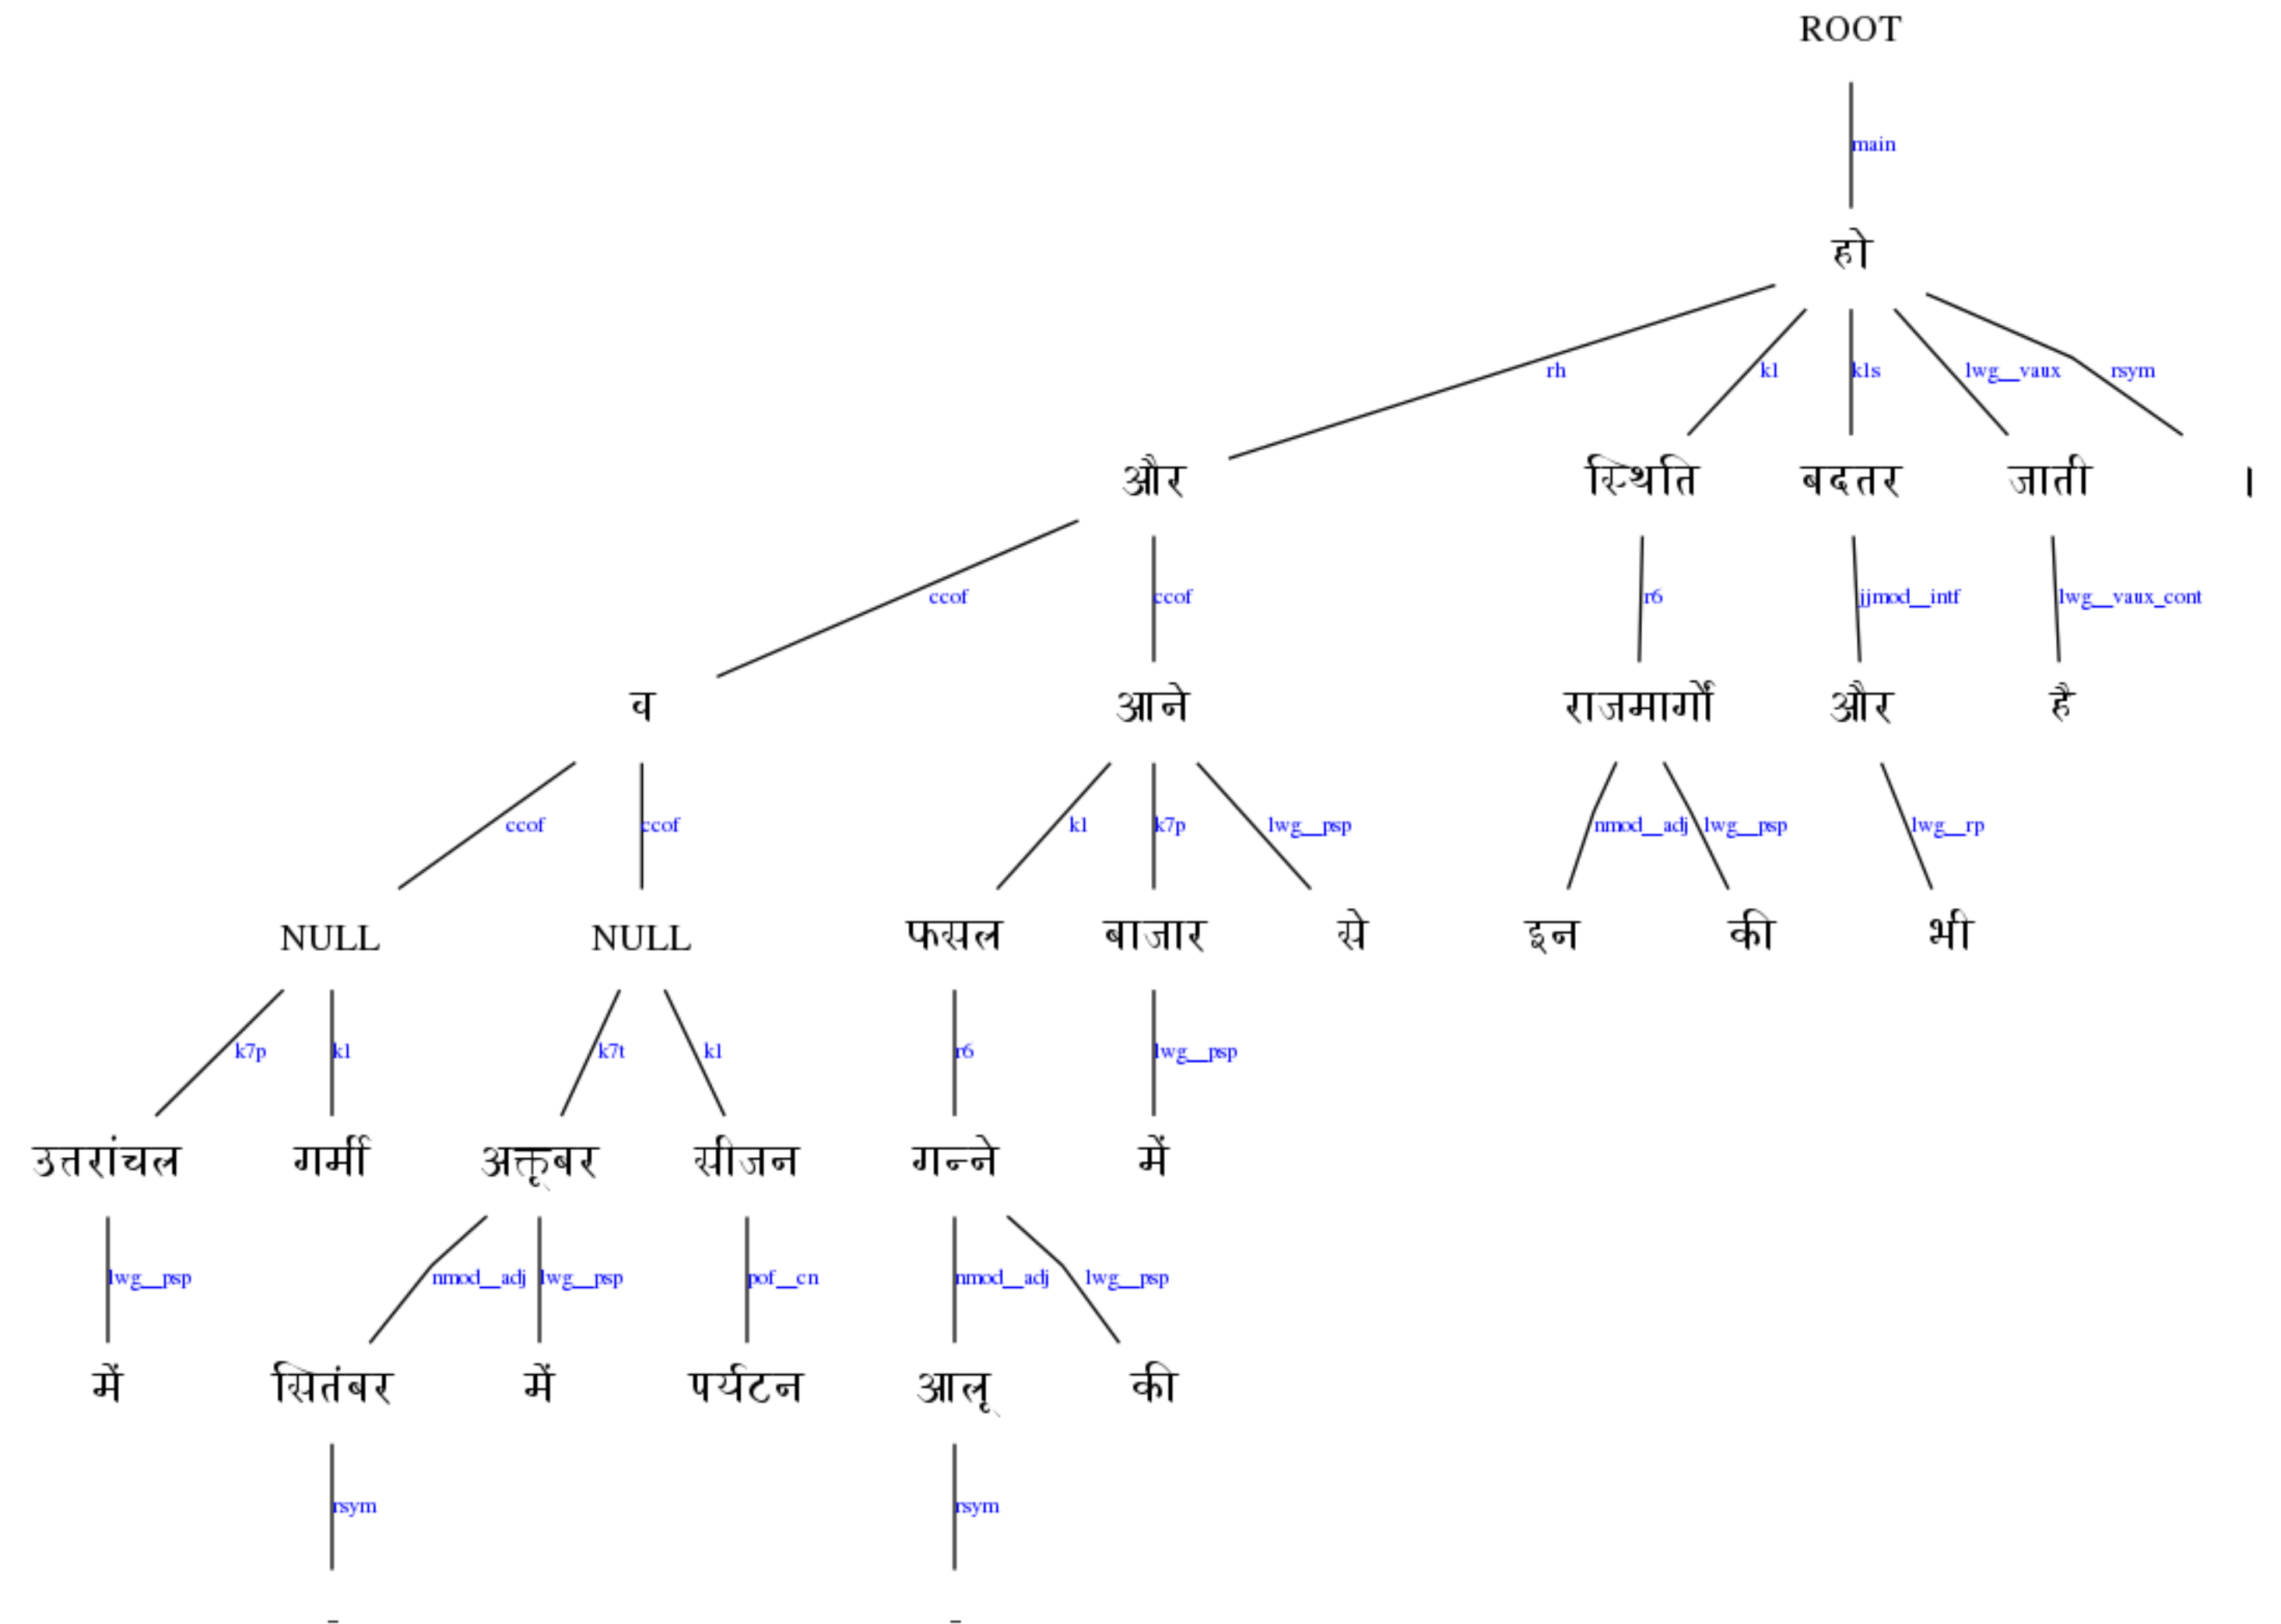 ROOT
main
हो
rh k1 k1s lwg__vaux rsym
और स्थिति बदतर जाती ।
ccof ccof r6 jjmod__intf lwg__vaux_cont
व आने राजमार्गों और है
ccof ccof k1 k7p lwg__psp nmod__adj lwg__psp lwg__rp
NULL NULL फसल बाजार से इन की भी
k7p k1 k7t k1 r6 lwg__psp
उत्तरांचल गर्मी अक्तूबर सीजन गन्ने में
lwg__psp nmod__adj lwg__psp pof__cn nmod__adj lwg__psp
में सितंबर में पर्यटन आलू की
rsym rsym
- -